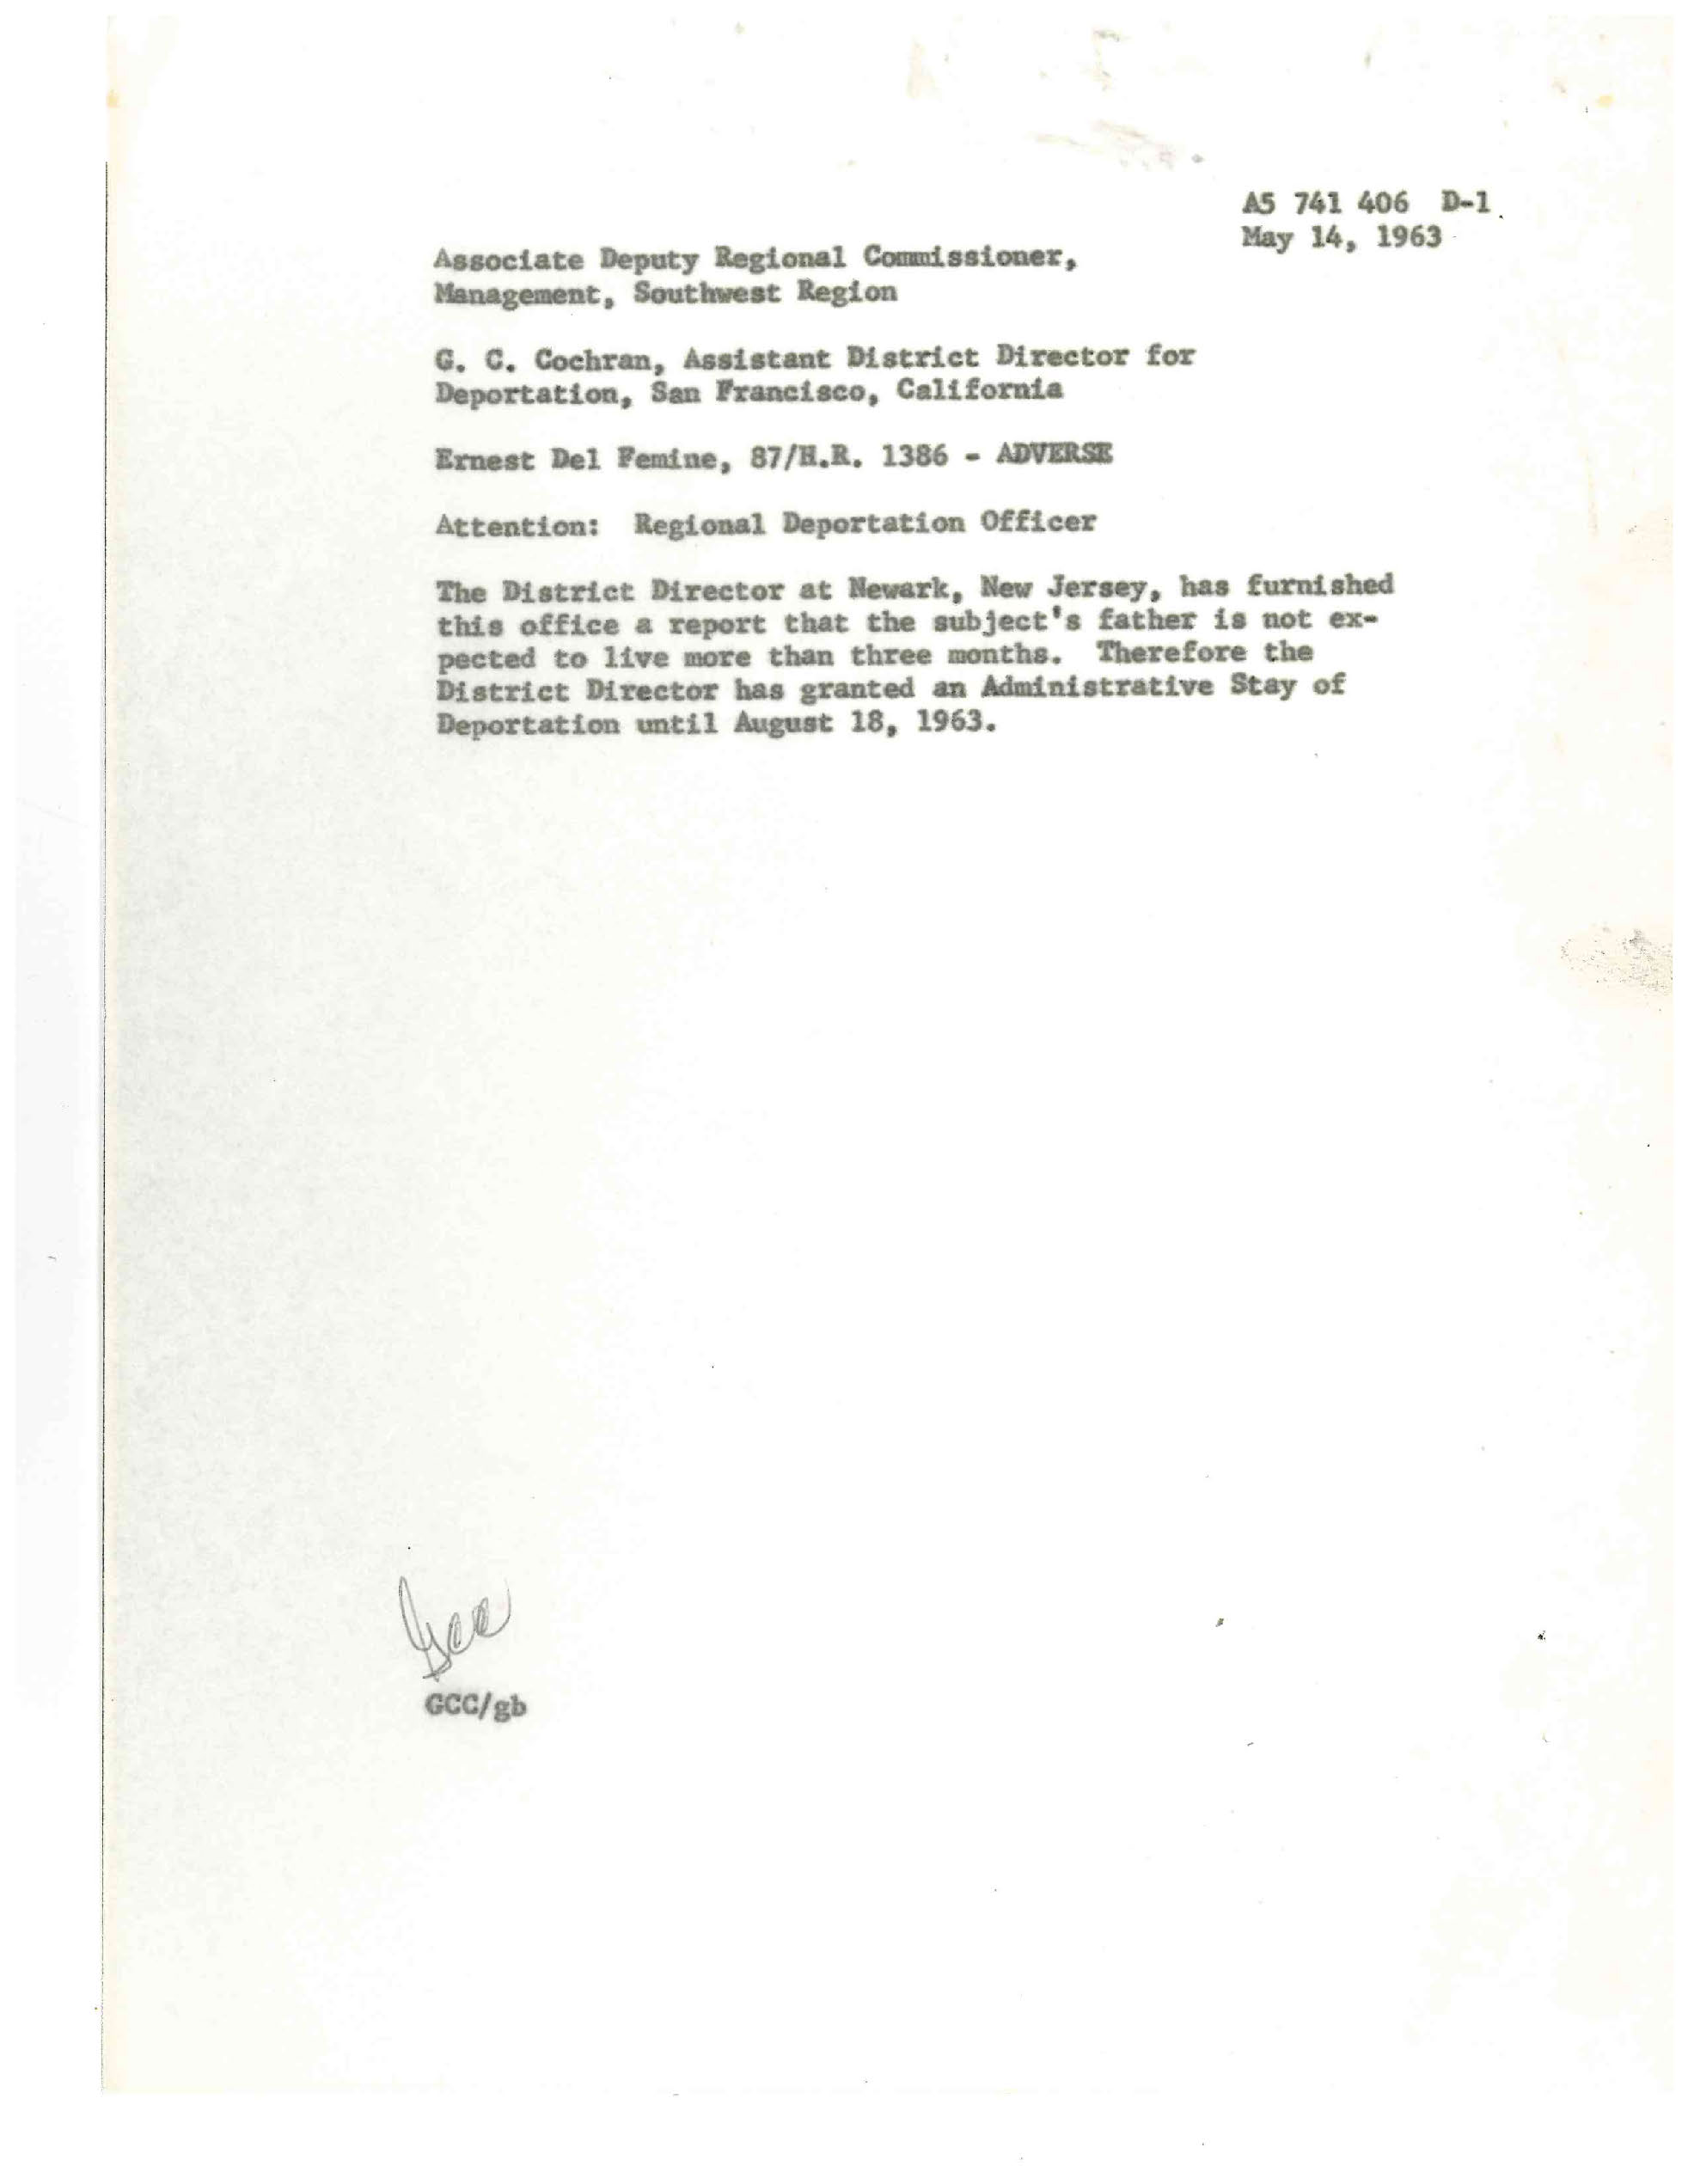 A5 741 406 D-1
May 14, 1963
Associate Deputy Regional Commissioner,
Management, Southwest Region
G. C. Cochran, Assistant District Director for
Deportation, San Francisco, California
Ernest Del Femine, 87/H.R. 1386 - ADVERSE
Attention: Regional Deportation Officer
The District Director at Newark, New Jersey, has furnished
this office a report that the subject's father is not ex-
pected to live more than three months. Therefore the
District Director has granted an Administrative Stay of
Deportation until August 18, 1963.
gcc
GCC/gb